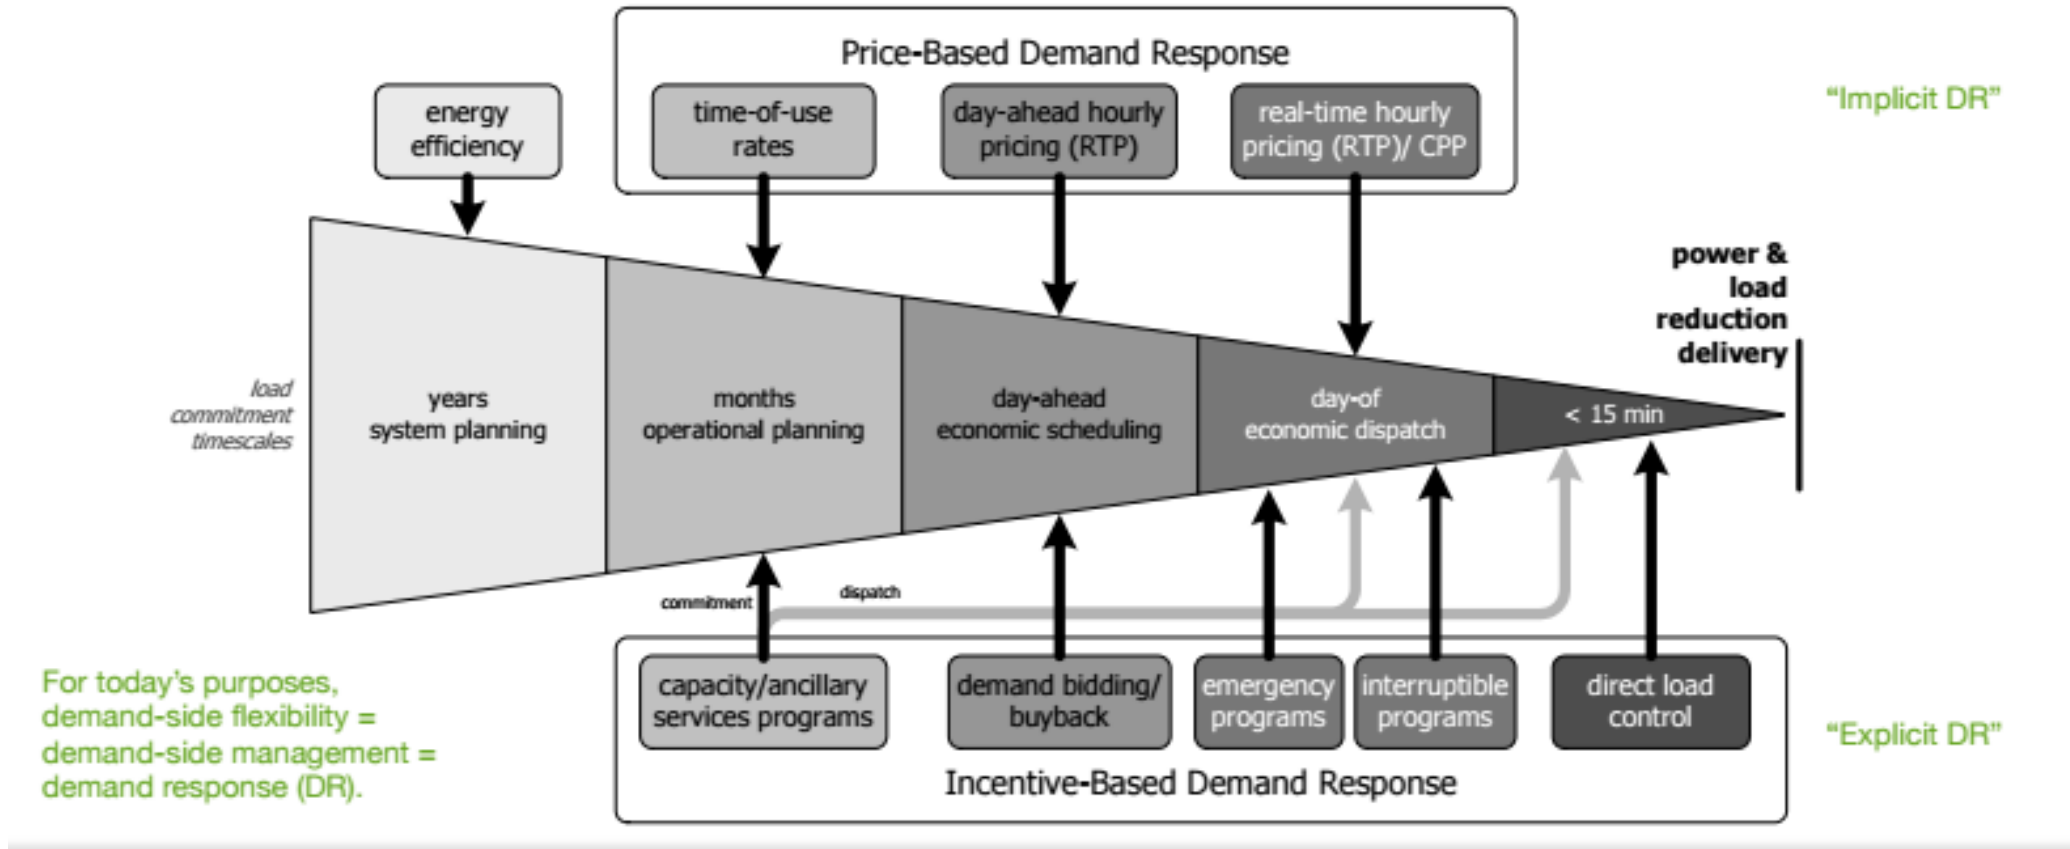 Price-Based Demand Response
energy
efficiency
time-of-use
rates
day-ahead hourly
pricing (RTP)
real-time hourly
pricing (RTP)/ CPP
“Implicit DR”
power &
load
reduction
delivery
load
commitment
timescales
years
system planning
months
operational planning
day-ahead
economic scheduling
day-of
economic dispatch
< 15 min
commitment
dispatch
capacity/ancillary
services programs
demand bidding/
buyback
emergency
programs
interruptible
programs
direct load
control
Incentive-Based Demand Response
“Explicit DR”
For today’s purposes,
demand-side flexibility =
demand-side management =
demand response (DR).